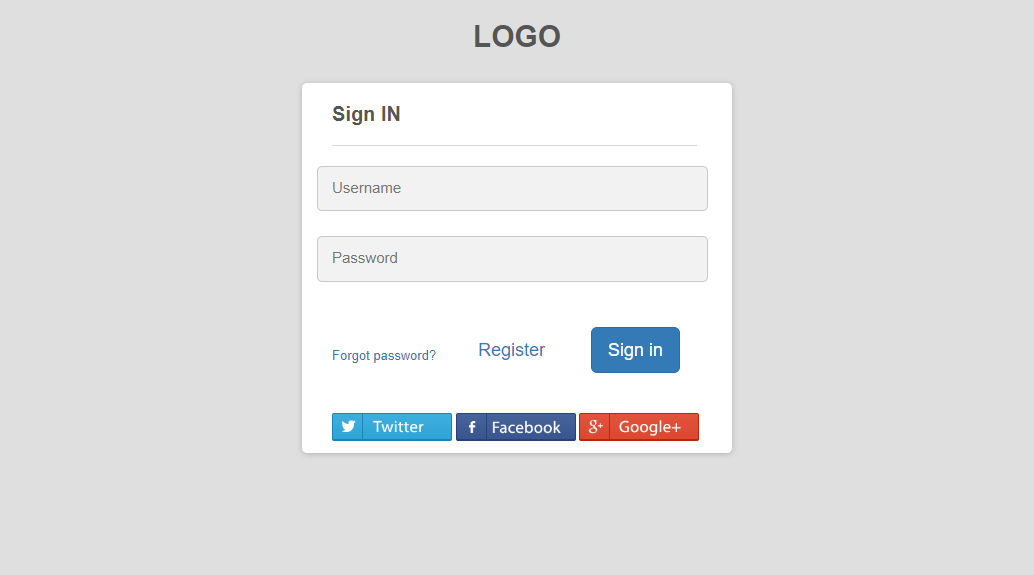 LOGO
Sign IN
Username
Password
Forgot password? Register Sign in
Twitter Facebook Google+